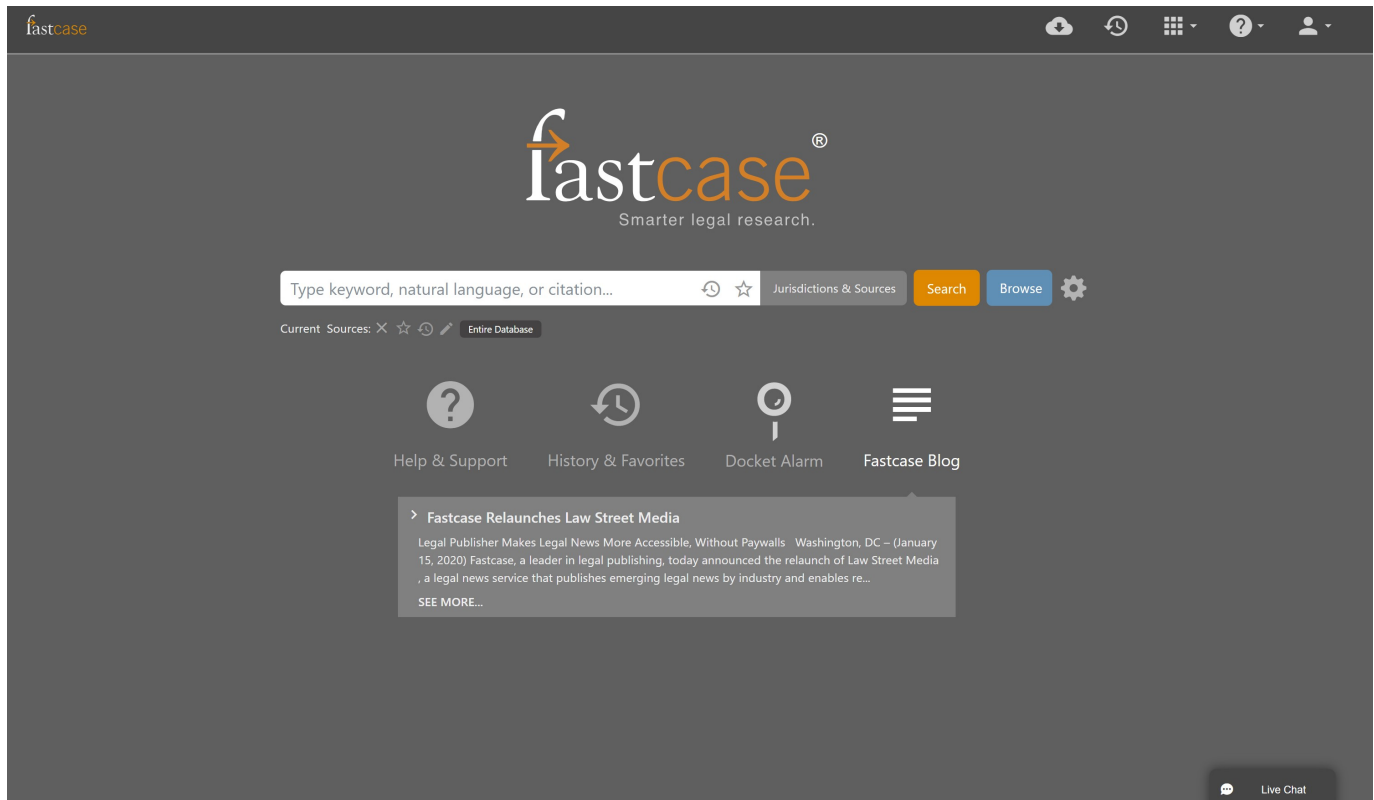 fastcase
fastcase®
Smarter legal research.
Type keyword, natural language, or citation... Jurisdictions & Sources Search Browse
Current Sources: Entire Database
Help & Support History & Favorites Docket Alarm Fastcase Blog
Fastcase Relaunches Law Street Media
Legal Publisher Makes Legal News More Accessible, Without Paywalls Washington, DC – (January
15, 2020) Fastcase, a leader in legal publishing, today announced the relaunch of Law Street Media
, a legal news service that publishes emerging legal news by industry and enables re...
SEE MORE...
Live Chat